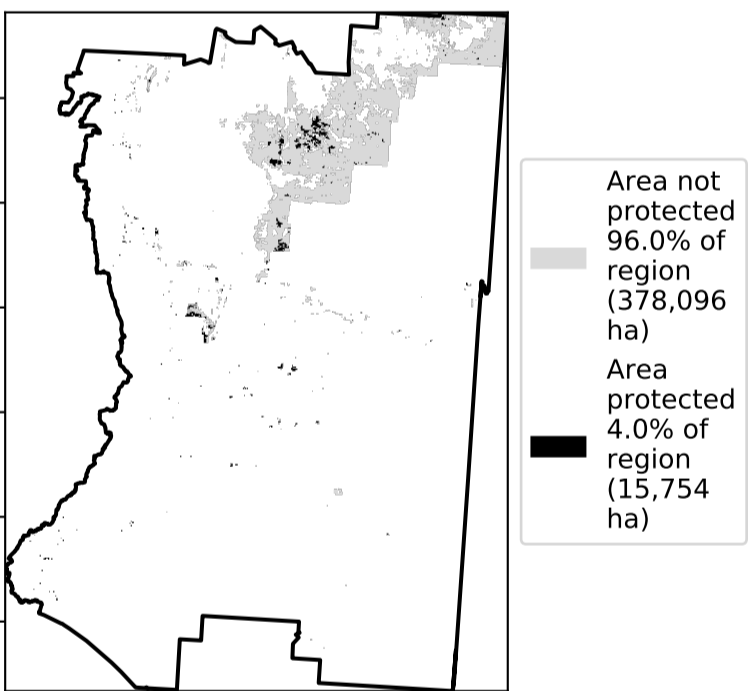 Area not
protected
96.0% of
region
(378,096
ha)
Area
protected
4.0% of
region
(15,754
ha)